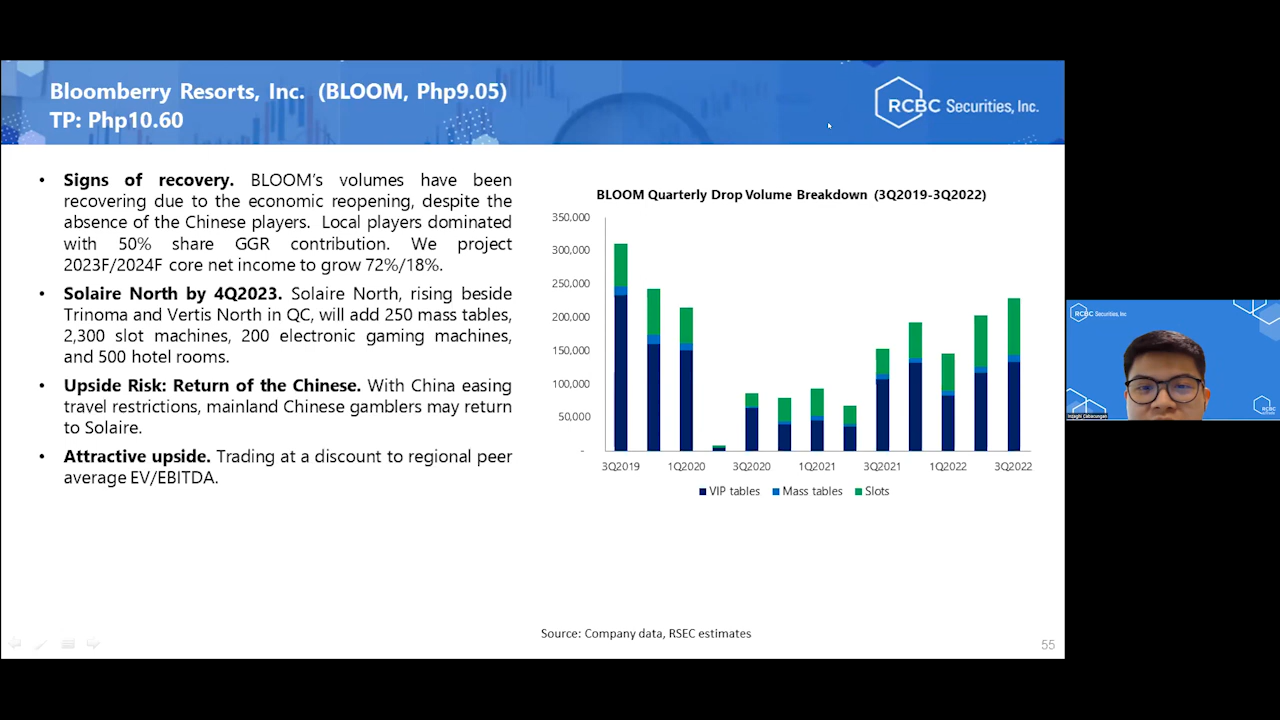 Bloomberry Resorts, Inc. (BLOOM, Php9.05)
TP: Php10.60
RCBC Securities, Inc.
• Signs of recovery. BLOOM's volumes have been
recovering due to the economic reopening, despite the
absence of the Chinese players. Local players dominated
with 50% share GGR contribution. We project
2023F/2024F core net income to grow 72%/18%.
• Solaire North by 4Q2023. Solaire North, rising beside
Trinoma and Vertis North in QC, will add 250 mass tables,
2,300 slot machines, 200 electronic gaming machines,
and 500 hotel rooms.
• Upside Risk: Return of the Chinese. With China easing
travel restrictions, mainland Chinese gamblers may return
to Solaire.
• Attractive upside. Trading at a discount to regional peer
average EV/EBITDA.
BLOOM Quarterly Drop Volume Breakdown (3Q2019-3Q2022)
350,000
300,000
250,000
200,000
150,000
100,000
50,000
-
3Q2019 1Q2020 3Q2020 1Q2021 3Q2021 1Q2022 3Q2022
VIP tables Mass tables Slots
Source: Company data, RSEC estimates
55
RCBC Securities, Inc.
RCBC